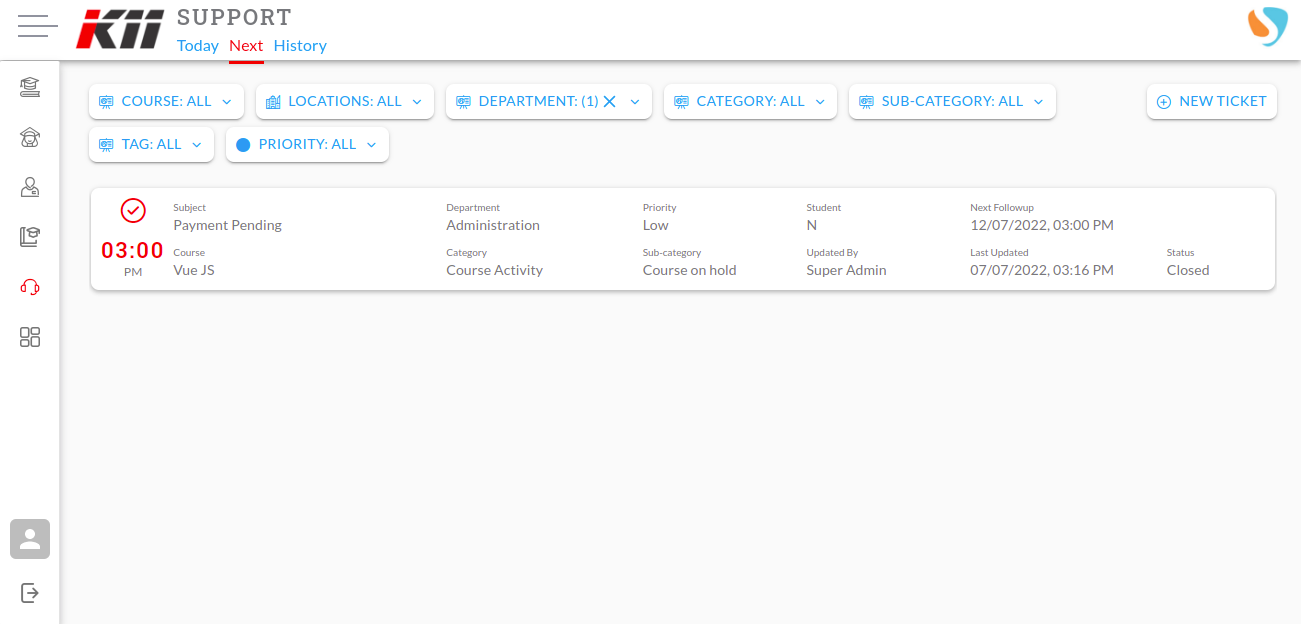 KII SUPPORT
Today Next History
COURSE: ALL LOCATIONS: ALL DEPARTMENT: (1) CATEGORY: ALL SUB-CATEGORY: ALL NEW TICKET
TAG: ALL PRIORITY: ALL
Subject Department Priority Student Next Followup
Payment Pending Administration Low N 12/07/2022, 03:00 PM
03:00 PM
Course Category Sub-category Updated By Last Updated Status
Vue JS Course Activity Course on hold Super Admin 07/07/2022, 03:16 PM Closed